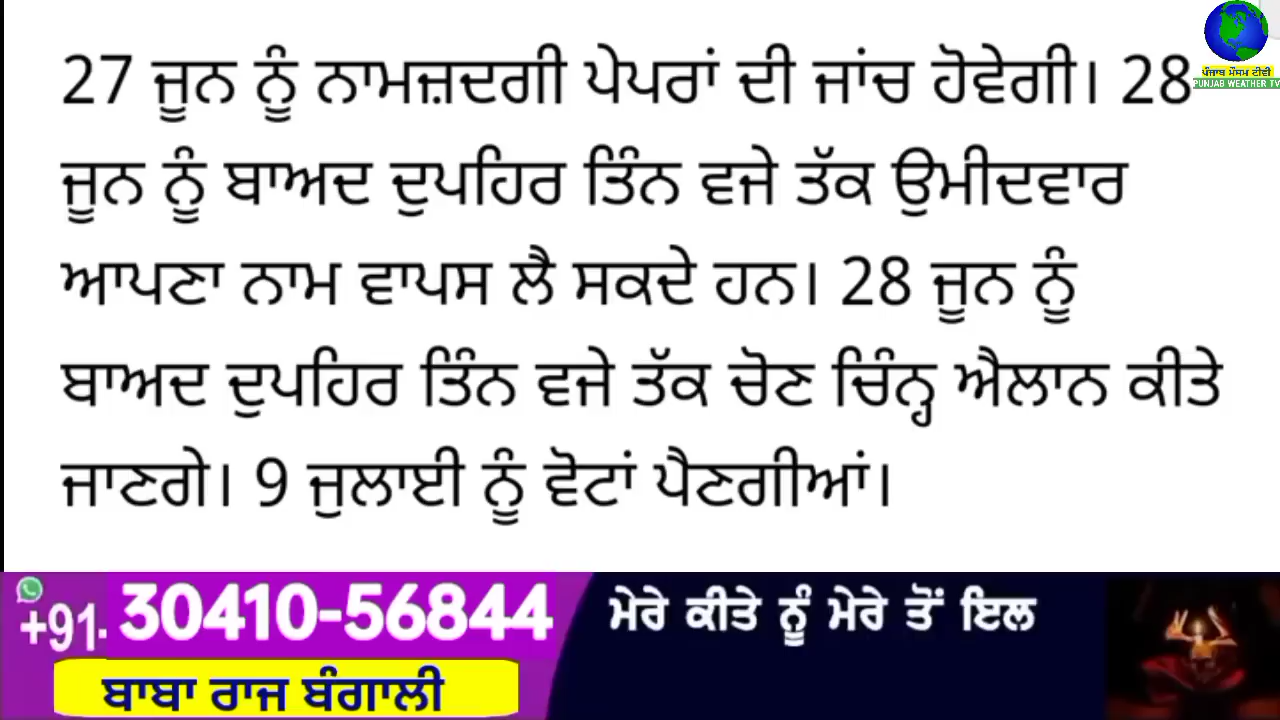 27 ਜੂਨ ਨੂੰ ਨਾਮਜ਼ਦਗੀ ਪੇਪਰਾਂ ਦੀ ਜਾਂਚ ਹੋਵੇਗੀ। 28
ਜੂਨ ਨੂੰ ਬਾਅਦ ਦੁਪਹਿਰ ਤਿੰਨ ਵਜੇ ਤੱਕ ਉਮੀਦਵਾਰ
ਆਪਣਾ ਨਾਮ ਵਾਪਸ ਲੈ ਸਕਦੇ ਹਨ। 28 ਜੂਨ ਨੂੰ
ਬਾਅਦ ਦੁਪਹਿਰ ਤਿੰਨ ਵਜੇ ਤੱਕ ਚੋਣ ਚਿੰਨ੍ਹ ਐਲਾਨ ਕੀਤੇ
ਜਾਣਗੇ। 9 ਜੁਲਾਈ ਨੂੰ ਵੋਟਾਂ ਪੈਣਗੀਆਂ।
ਪੰਜਾਬ ਮੌਸਮ ਟੀਵੀ
PUNJAB WEATHER TV
+91- 30410-56844
ਬਾਬਾ ਰਾਜ ਬੰਗਾਲੀ
ਮੇਰੇ ਕੀਤੇ ਨੂੰ ਮੇਰੇ ਤੋਂ ਇਲ